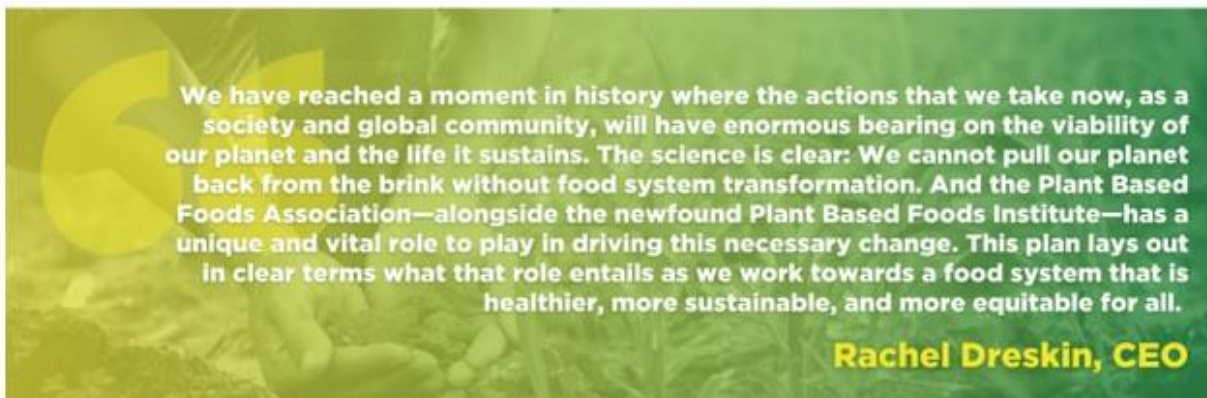 We have reached a moment in history where the actions that we take now, as a
society and global community, will have enormous bearing on the viability of
our planet and the life it sustains. The science is clear: We cannot pull our planet
back from the brink without food system transformation. And the Plant Based
Foods Association—alongside the newfound Plant Based Foods Institute—has a
unique and vital role to play in driving this necessary change. This plan lays out
in clear terms what that role entails as we work towards a food system that is
healthier, more sustainable, and more equitable for all.
Rachel Dreskin, CEO